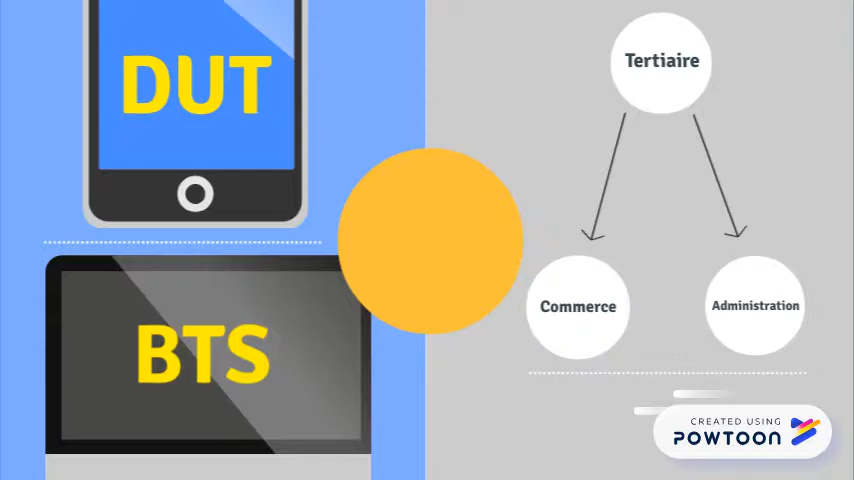 DUT
BTS
Tertiaire
Commerce
Administration
CREATED USING
POWTOON